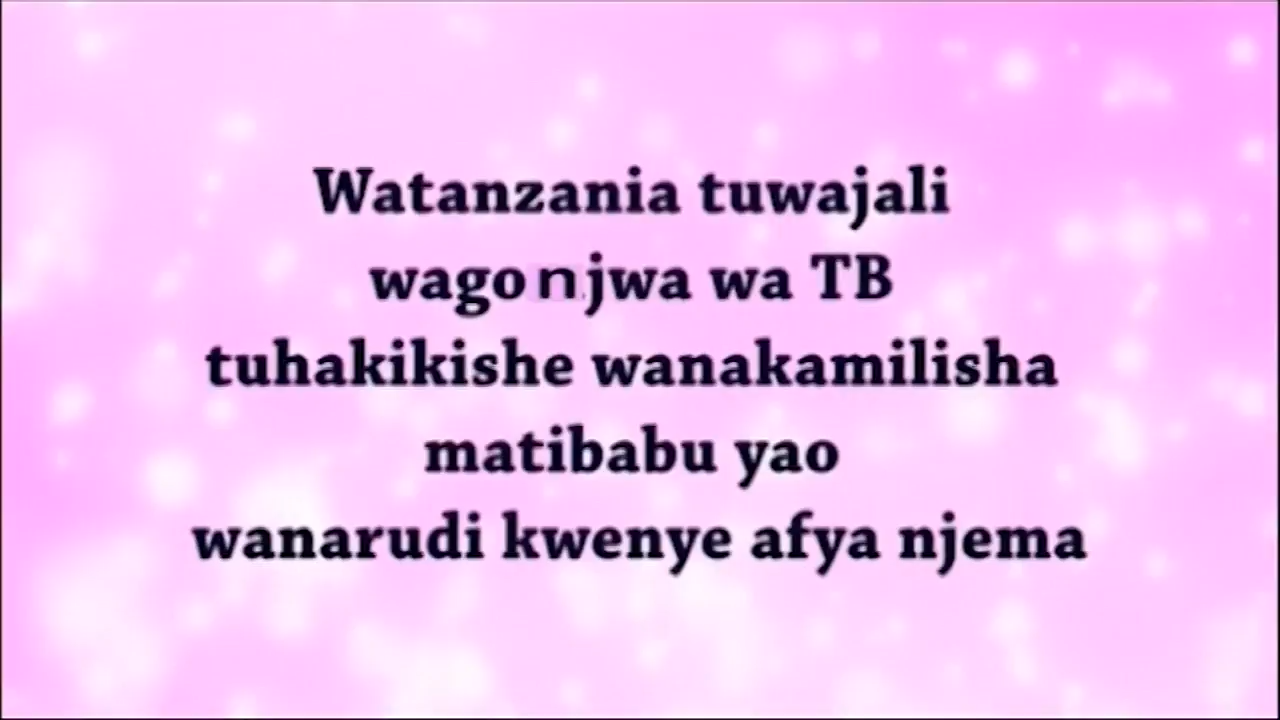 Watanzania tuwajali
wagonjwa wa TB
tuhakikishe wanakamilisha
matibabu yao
wanarudi kwenye afya njema